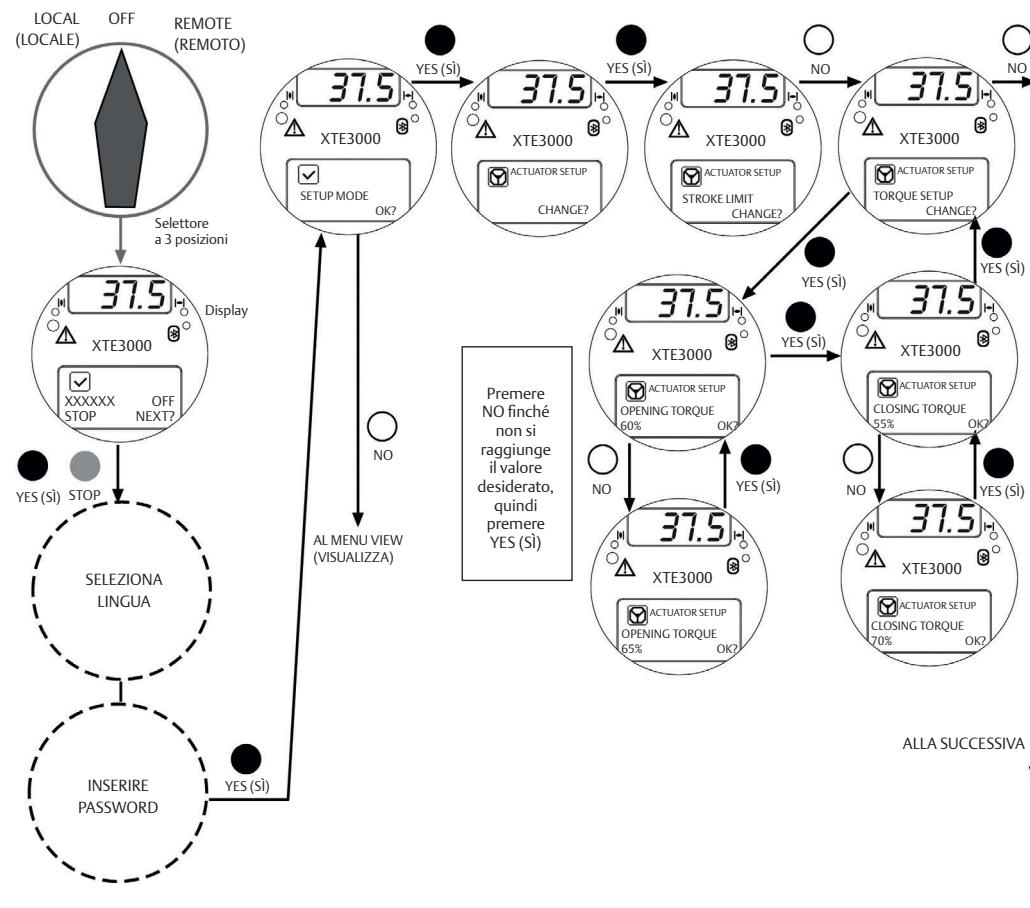 LOCAL
(LOCALE)
OFF
REMOTE
(REMOTO)
Selettore
a 3 posizioni
37.5
Display
XTE3000
XXXXXX OFF
STOP NEXT?
YES (SÌ)
STOP
SELEZIONA
LINGUA
INSERIRE
PASSWORD
YES (SÌ)
37.5
XTE3000
SETUP MODE
OK?
NO
AL MENU VIEW
(VISUALIZZA)
YES (SÌ)
37.5
XTE3000
ACTUATOR SETUP
CHANGE?
YES (SÌ)
37.5
XTE3000
ACTUATOR SETUP
STROKE LIMIT
CHANGE?
NO
37.5
XTE3000
ACTUATOR SETUP
TORQUE SETUP
CHANGE?
NO
YES (SÌ)
YES (SÌ)
Premere
NO finché
non si
raggiunge
il valore
desiderato,
quindi
premere
YES (SÌ)
37.5
XTE3000
ACTUATOR SETUP
OPENING TORQUE
60% OK?
YES (SÌ)
37.5
XTE3000
ACTUATOR SETUP
CLOSING TORQUE
55% OK?
NO
YES (SÌ)
37.5
XTE3000
ACTUATOR SETUP
OPENING TORQUE
65% OK?
NO
YES (SÌ)
37.5
XTE3000
ACTUATOR SETUP
CLOSING TORQUE
70% OK?
ALLA SUCCESSIVA